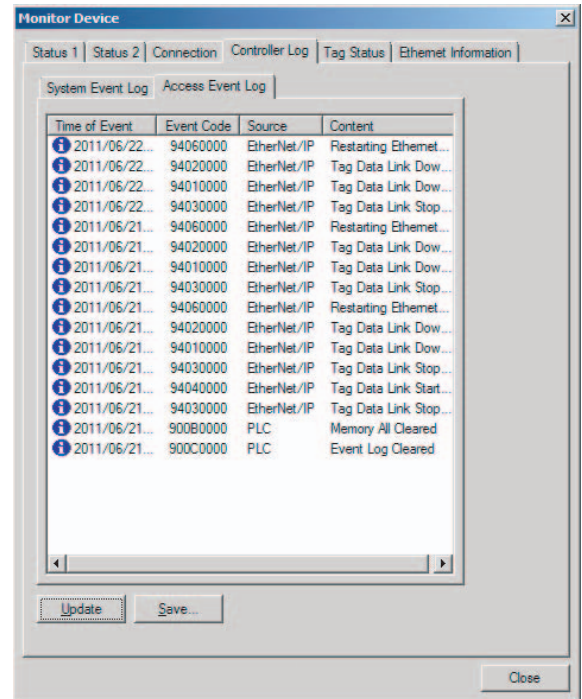 Monitor Device
Status 1 Status 2 Connection Controller Log Tag Status Ethernet Information
System Event Log Access Event Log
Time of Event Event Code Source Content
2011/06/22... 94060000 EtherNet/IP Restarting Ethernet...
2011/06/22... 94020000 EtherNet/IP Tag Data Link Dow...
2011/06/22... 94010000 EtherNet/IP Tag Data Link Dow...
2011/06/22... 94030000 EtherNet/IP Tag Data Link Stop...
2011/06/21... 94060000 EtherNet/IP Restarting Ethernet...
2011/06/21... 94020000 EtherNet/IP Tag Data Link Dow...
2011/06/21... 94010000 EtherNet/IP Tag Data Link Dow...
2011/06/21... 94030000 EtherNet/IP Tag Data Link Stop...
2011/06/21... 94060000 EtherNet/IP Restarting Ethernet...
2011/06/21... 94020000 EtherNet/IP Tag Data Link Dow...
2011/06/21... 94010000 EtherNet/IP Tag Data Link Dow...
2011/06/21... 94030000 EtherNet/IP Tag Data Link Stop...
2011/06/21... 94040000 EtherNet/IP Tag Data Link Start...
2011/06/21... 94030000 EtherNet/IP Tag Data Link Stop...
2011/06/21... 900B0000 PLC Memory All Cleared
2011/06/21... 900C0000 PLC Event Log Cleared
Update Save...
Close